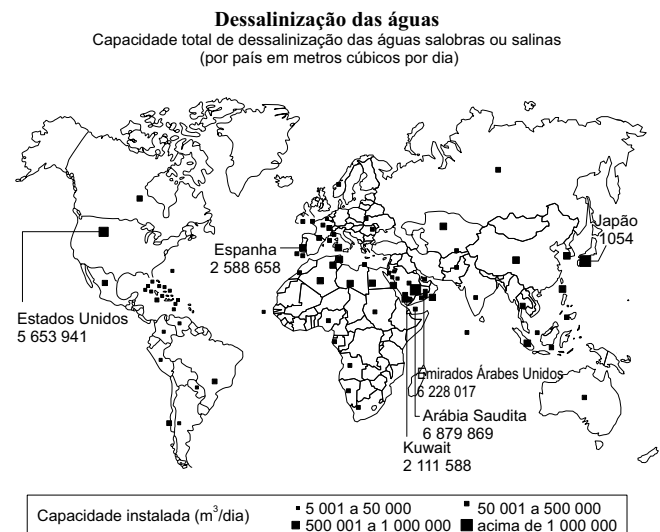 Dessalinização das águas
Capacidade total de dessalinização das águas salobras ou salinas
(por país em metros cúbicos por dia)
Japão
1054
Espanha
2 588 658
Estados Unidos
5 653 941
Emirados Árabes Unidos
6 228 017
Arábia Saudita
6 879 869
Kuwait
2 111 588
Capacidade instalada (m³/dia)
5 001 a 50 000
50 001 a 500 000
500 001 a 1 000 000
acima de 1 000 000